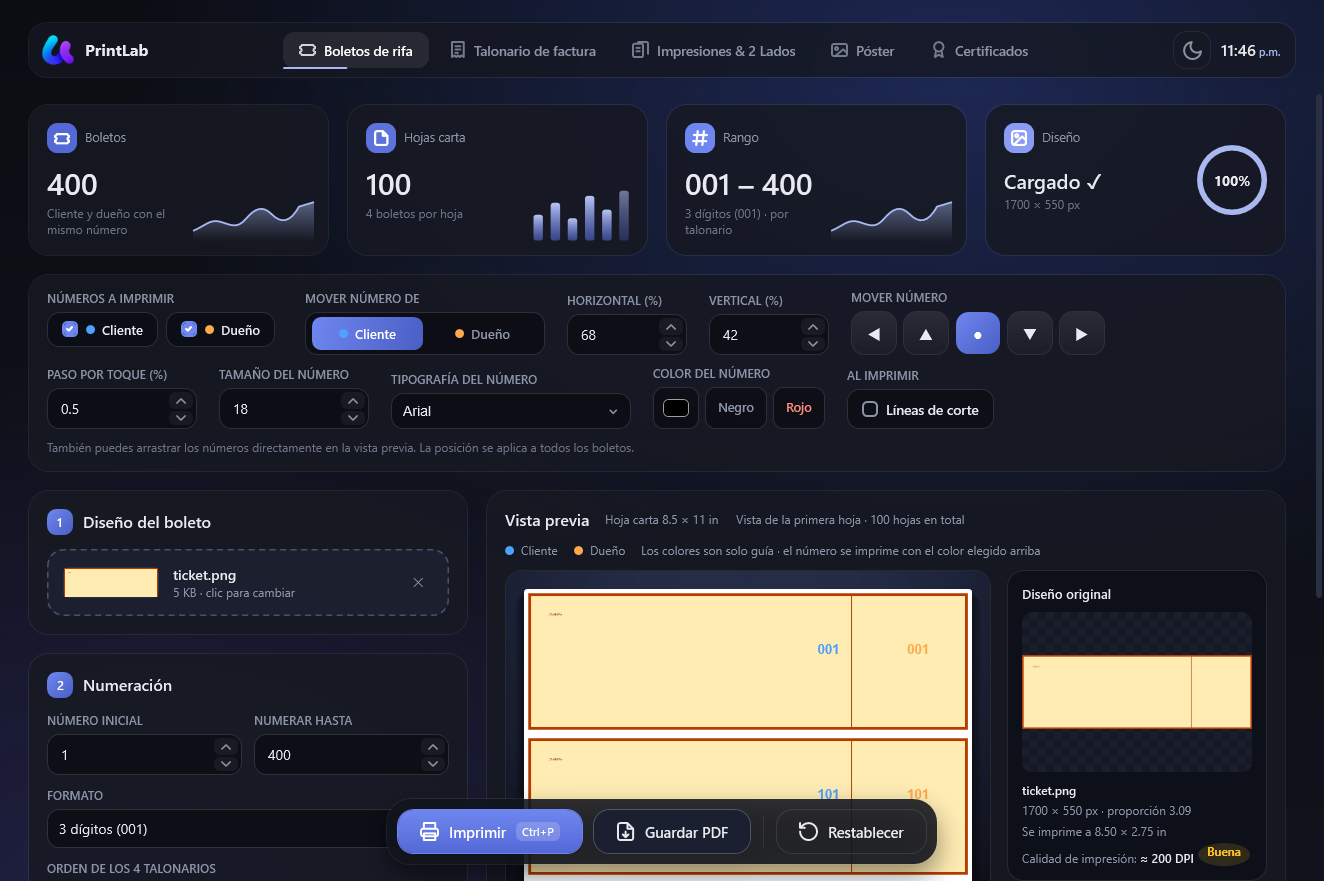 PrintLab
Boletos de rifa
Talonario de factura
Impresiones & 2 Lados
Póster
Certificados
11:46 p.m.
Boletos
400
Cliente y dueño con el
mismo número
Hojas carta
100
4 boletos por hoja
Rango
001 – 400
3 dígitos (001) · por
talonario
Diseño
Cargado ✓
1700 × 550 px
100%
NÚMEROS A IMPRIMIR
Cliente
Dueño
MOVER NÚMERO DE
Cliente
Dueño
HORIZONTAL (%)
68
VERTICAL (%)
42
MOVER NÚMERO
PASO POR TOQUE (%)
0.5
TAMAÑO DEL NÚMERO
18
TIPOGRAFÍA DEL NÚMERO
Arial
COLOR DEL NÚMERO
Negro
Rojo
AL IMPRIMIR
Líneas de corte
También puedes arrastrar los números directamente en la vista previa. La posición se aplica a todos los boletos.
1
Diseño del boleto
ticket.png
5 KB · clic para cambiar
2
Numeración
NÚMERO INICIAL
1
NUMERAR HASTA
400
FORMATO
3 dígitos (001)
ORDEN DE LOS 4 TALONARIOS
Vista previa
Hoja carta 8.5 × 11 in
Vista de la primera hoja · 100 hojas en total
Cliente
Dueño
Los colores son solo guía · el número se imprime con el color elegido arriba
001
001
101
101
Diseño original
ticket.png
1700 × 550 px · proporción 3.09
Se imprime a 8.50 × 2.75 in
Calidad de impresión: ≈ 200 DPI
Buena
Imprimir
Ctrl+P
Guardar PDF
Restablecer